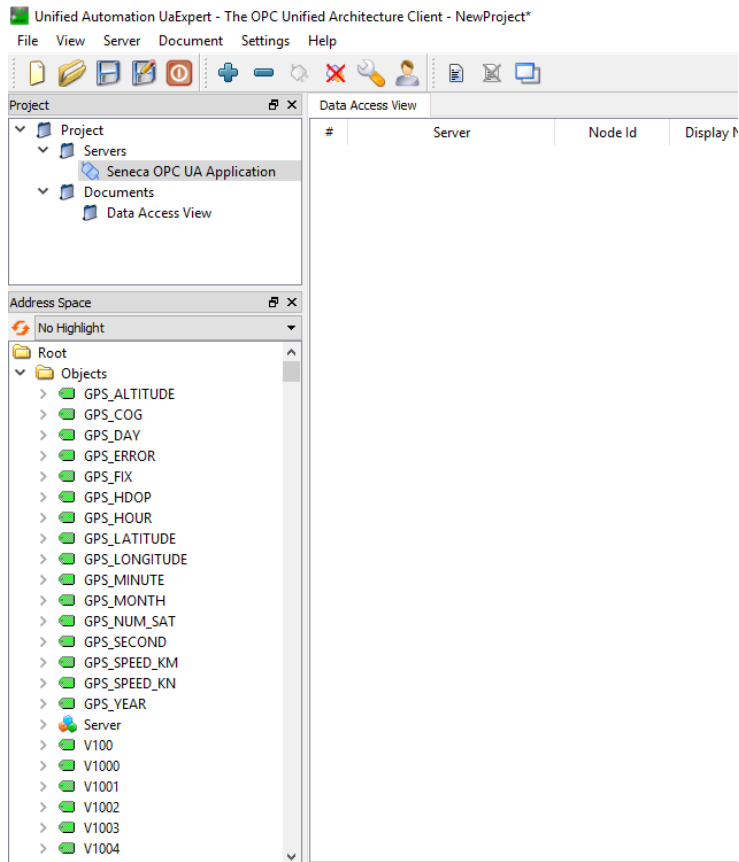 Unified Automation UaExpert - The OPC Unified Architecture Client - NewProject*
File View Server Document Settings Help
Project
Project
Servers
Seneca OPC UA Application
Documents
Data Access View
Data Access View
# Server Node Id Display N
Address Space
No Highlight
Root
Objects
GPS_ALTITUDE
GPS_COG
GPS_DAY
GPS_ERROR
GPS_FIX
GPS_HDOP
GPS_HOUR
GPS_LATITUDE
GPS_LONGITUDE
GPS_MINUTE
GPS_MONTH
GPS_NUM_SAT
GPS_SECOND
GPS_SPEED_KM
GPS_SPEED_KN
GPS_YEAR
Server
V100
V1000
V1001
V1002
V1003
V1004